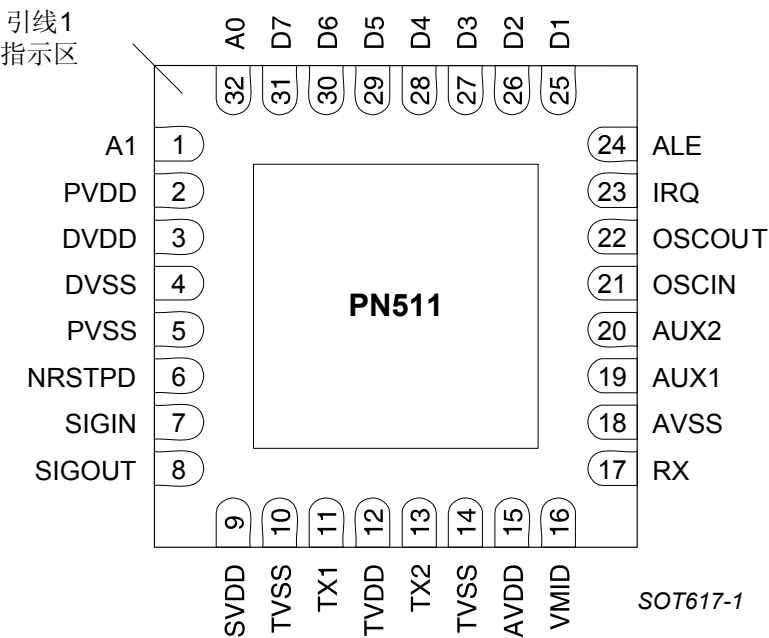 引线1
指示区
A0 D7 D6 D5 D4 D3 D2 D1
32 31 30 29 28 27 26 25
A1 1
PVDD 2
DVDD 3
DVSS 4
PVSS 5
NRSTPD 6
SIGIN 7
SIGOUT 8
PN511
24 ALE
23 IRQ
22 OSCOUT
21 OSCIN
20 AUX2
19 AUX1
18 AVSS
17 RX
9 10 11 12 13 14 15 16
SVDD TVSS TX1 TVDD TX2 TVSS AVDD VMID
SOT617-1